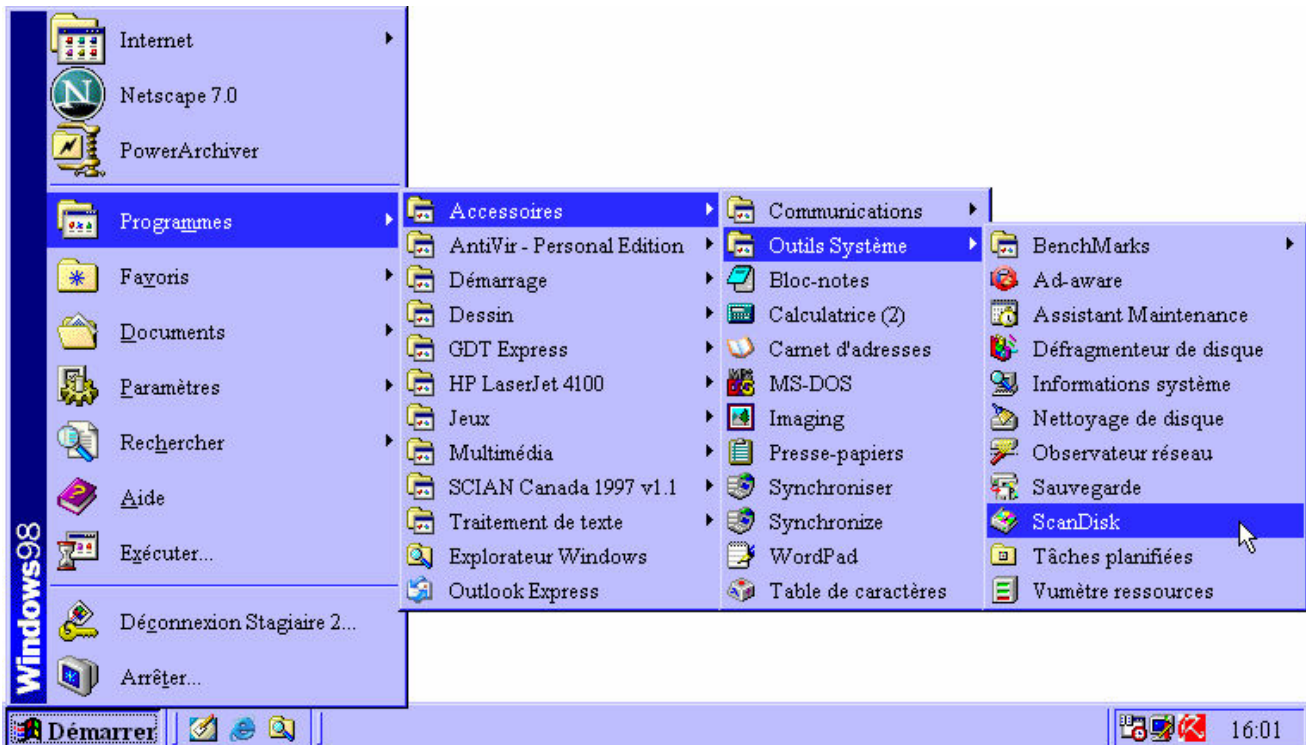 Internet
Netscape 7.0
PowerArchiver
Programmes
Favoris
Documents
Paramètres
Rechercher
Aide
Exécuter...
Déconnexion Stagiaire 2...
Arrêter...
Windows98
Accessoires
AntiVir - Personal Edition
Démarrage
Dessin
GDT Express
HP LaserJet 4100
Jeux
Multimédia
SCIAN Canada 1997 v1.1
Traitement de texte
Explorateur Windows
Outlook Express
Communications
Outils Système
Bloc-notes
Calculatrice (2)
Carnet d'adresses
MS-DOS
Imaging
Presse-papiers
Synchroniser
Synchronize
WordPad
Table de caractères
BenchMarks
Ad-aware
Assistant Maintenance
Défragmenteur de disque
Informations système
Nettoyage de disque
Observateur réseau
Sauvegarde
ScanDisk
Tâches planifiées
Vumètre ressources
Démarrer
16:01